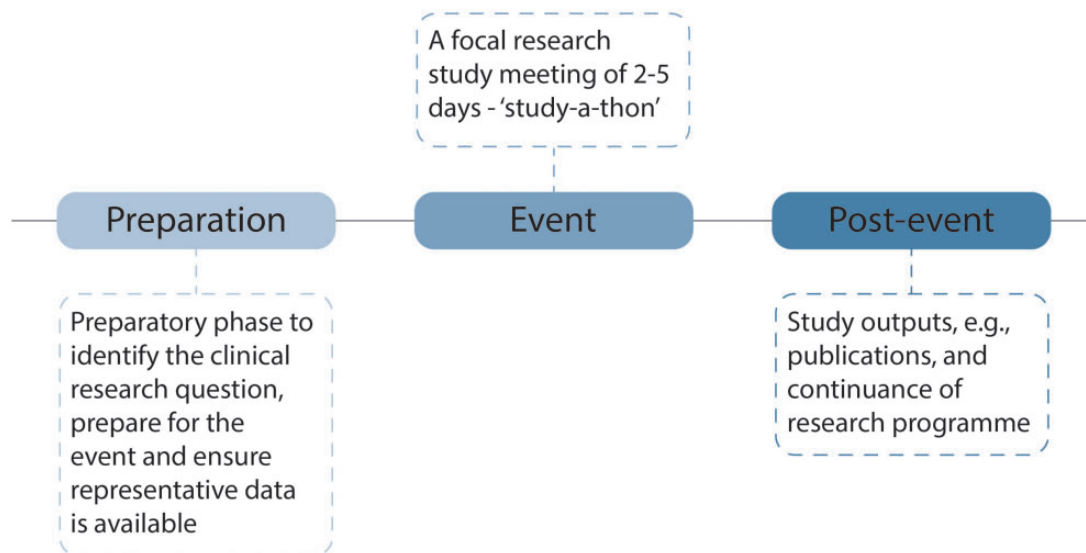 A focal research
study meeting of 2-5
days - ‘study-a-thon’
Preparation
Event
Post-event
Preparatory phase to
identify the clinical
research question,
prepare for the
event and ensure
representative data
is available
Study outputs, e.g.,
publications, and
continuance of
research programme